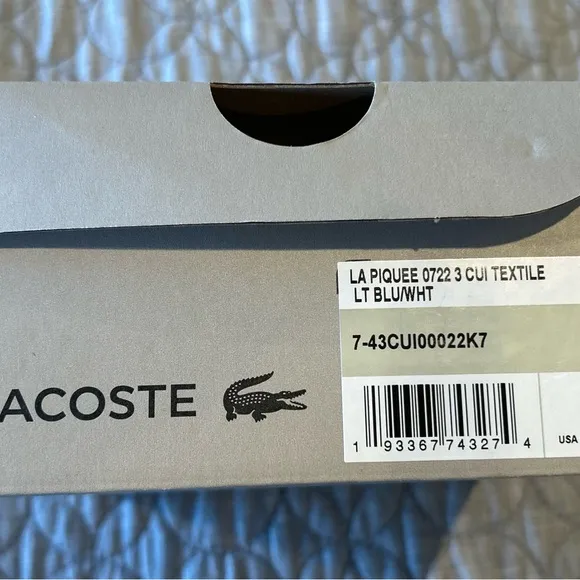 LA PIQUEE 0722 3 CUI TEXTILE
LT BLU/WHT
7-43CUI00022K7
ACOSTE
1 93367 74327 4
USA